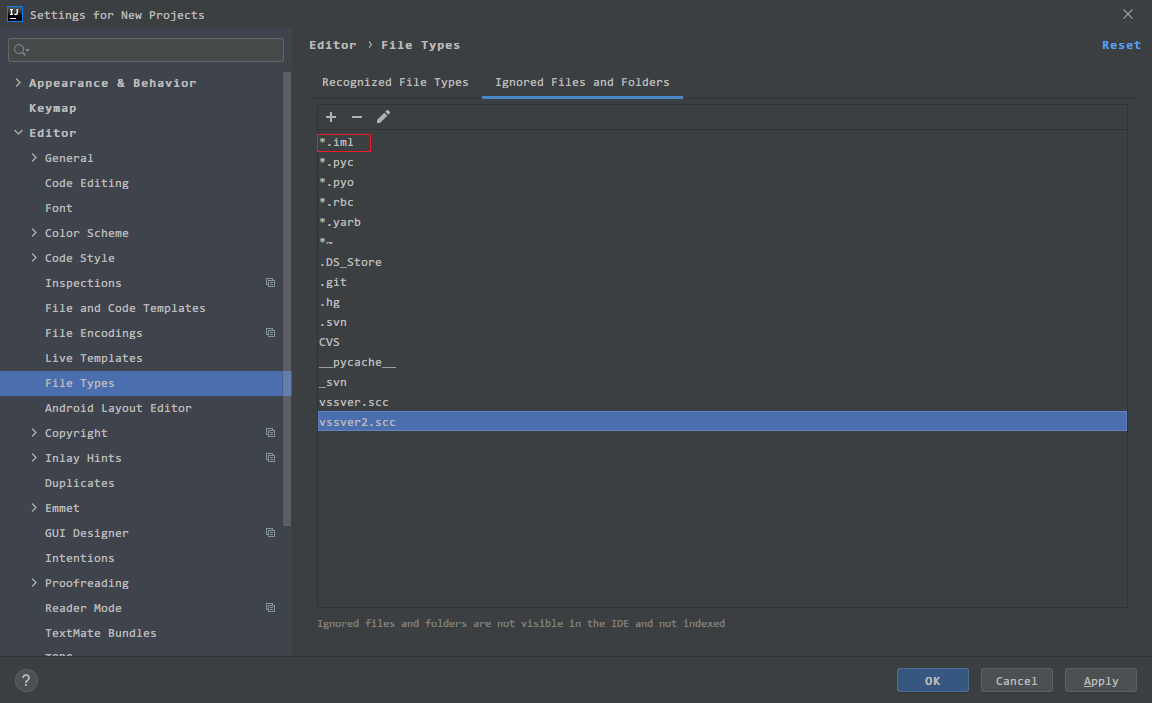 IJ
Settings for New Projects
Appearance & Behavior
Keymap
Editor
General
Code Editing
Font
Color Scheme
Code Style
Inspections
File and Code Templates
File Encodings
Live Templates
File Types
Android Layout Editor
Copyright
Inlay Hints
Duplicates
Emmet
GUI Designer
Intentions
Proofreading
Reader Mode
TextMate Bundles
TODO
Editor › File Types
Reset
Recognized File Types
Ignored Files and Folders
*.iml
*.pyc
*.pyo
*.rbc
*.yarb
*~
.DS_Store
.git
.hg
.svn
CVS
__pycache__
_svn
vssver.scc
vssver2.scc
Ignored files and folders are not visible in the IDE and not indexed
?
OK
Cancel
Apply